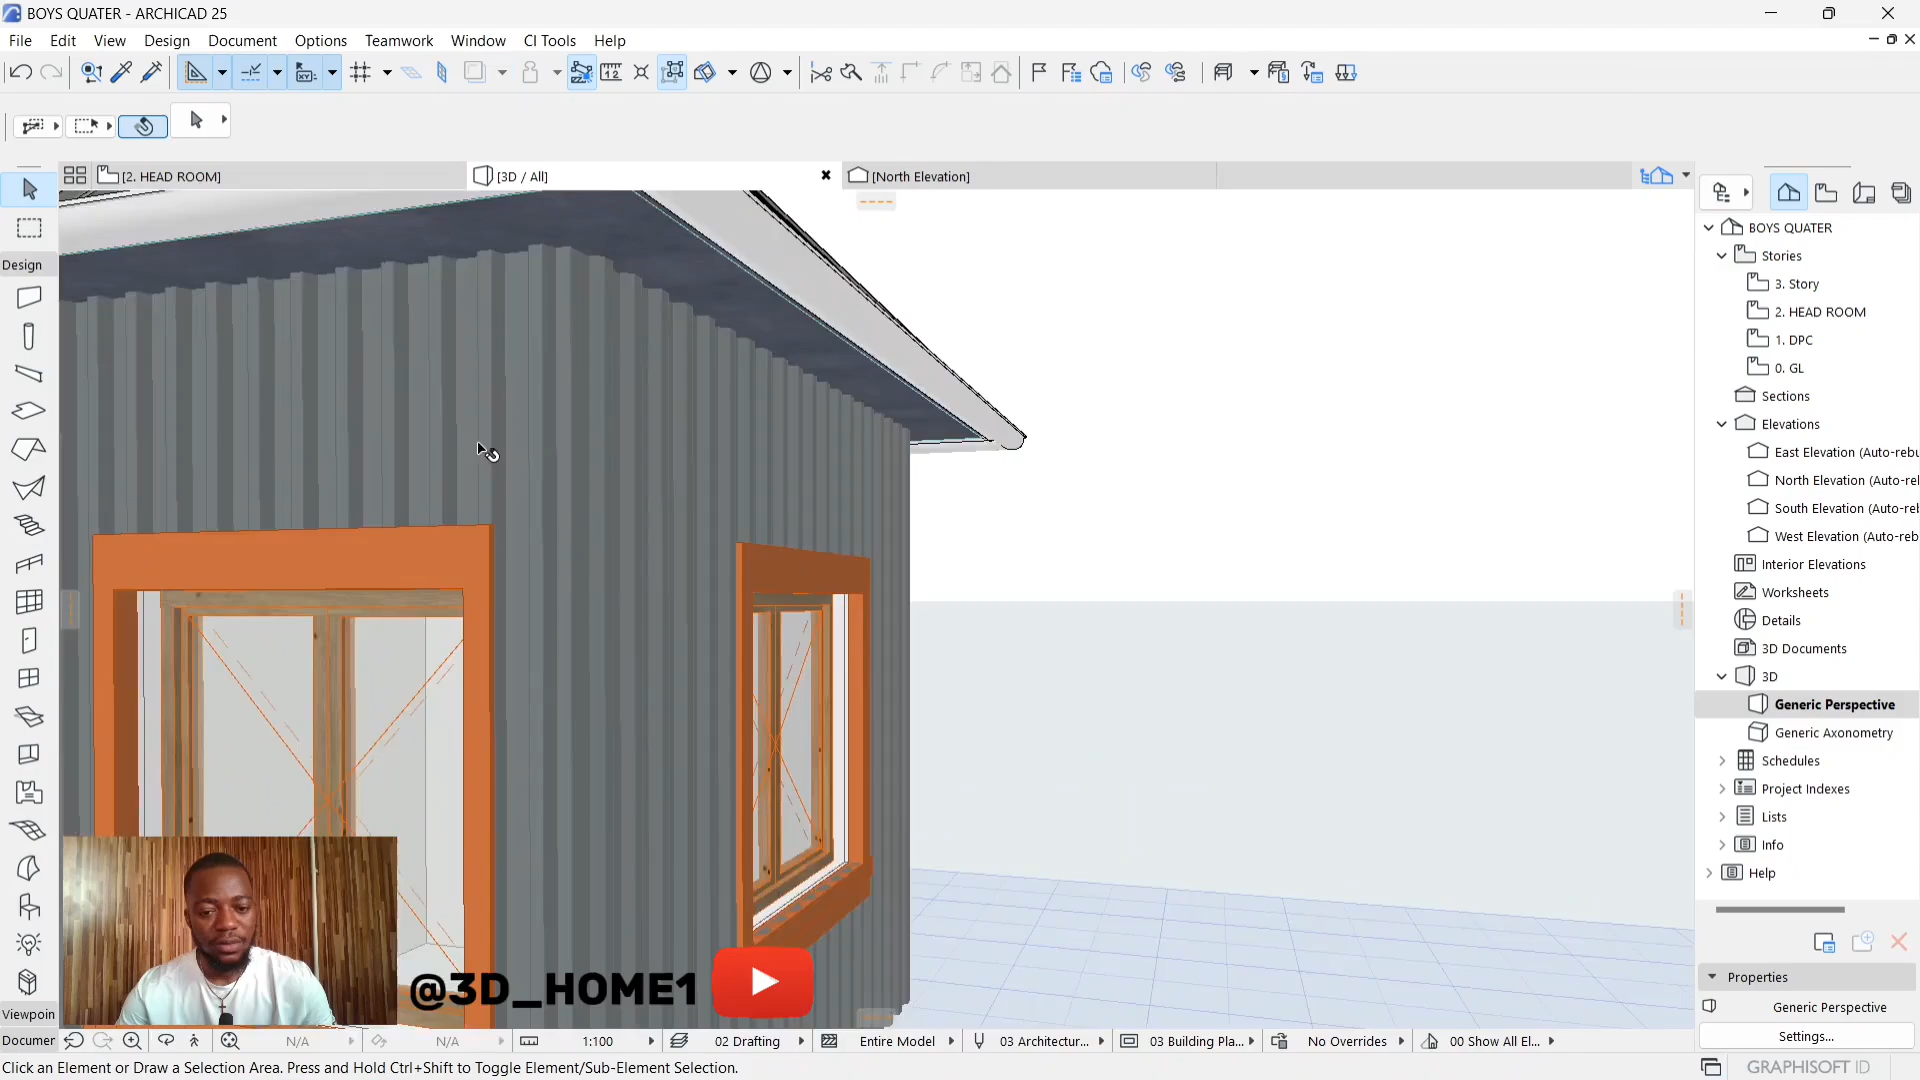 BOYS QUATER - ARCHICAD 25
File Edit View Design Document Options Teamwork Window CI Tools Help
[2. HEAD ROOM] [3D / All] [North Elevation]
Design
Viewpoin
Documer
BOYS QUATER
Stories
3. Story
2. HEAD ROOM
1. DPC
0. GL
Sections
Elevations
East Elevation (Auto-rebu
North Elevation (Auto-rel
South Elevation (Auto-reb
West Elevation (Auto-reb
Interior Elevations
Worksheets
Details
3D Documents
3D
Generic Perspective
Generic Axonometry
Schedules
Project Indexes
Lists
Info
Help
Properties
Generic Perspective
Settings...
@3D_HOME1
N/A N/A 1:100 02 Drafting Entire Model 03 Architectur... 03 Building Pla... No Overrides 00 Show All El...
Click an Element or Draw a Selection Area. Press and Hold Ctrl+Shift to Toggle Element/Sub-Element Selection.
GRAPHISOFT ID